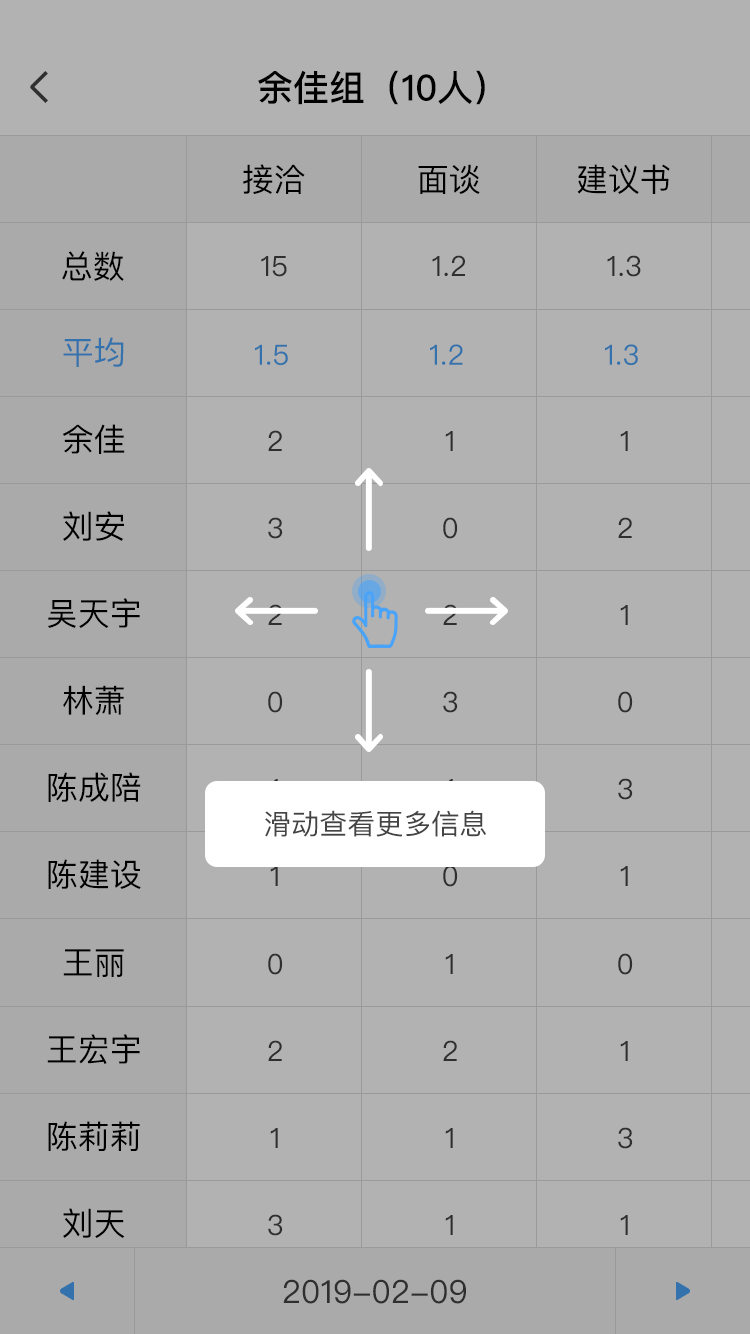 余佳组（10人）
接洽 面谈 建议书
总数 15 1.2 1.3
平均 1.5 1.2 1.3
余佳 2 1 1
刘安 3 0 2
吴天宇 2 2 1
林萧 0 3 0
陈成陪 3
滑动查看更多信息
陈建设 1 0 1
王丽 0 1 0
王宏宇 2 2 1
陈莉莉 1 1 3
刘天 3 1 1
2019-02-09